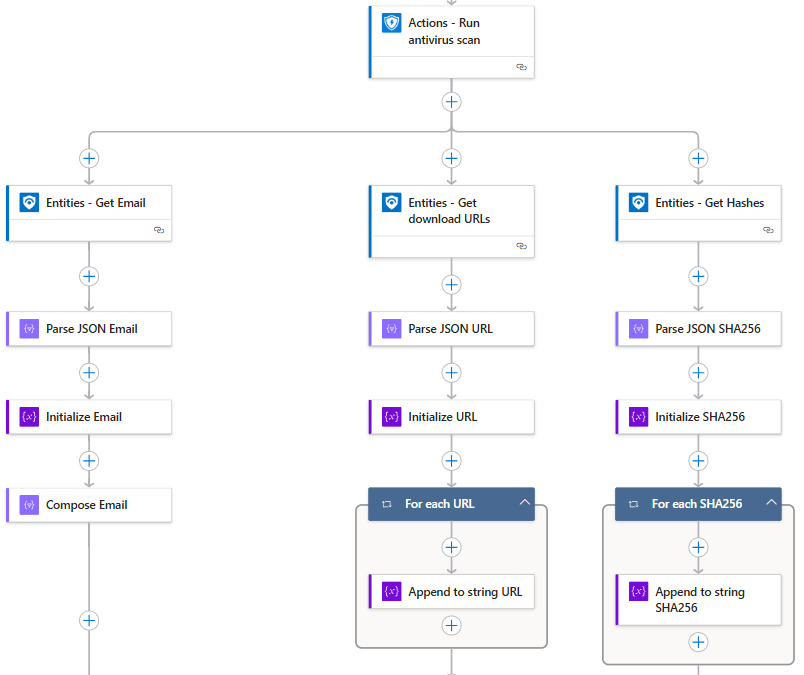 Actions - Run
antivirus scan
Entities - Get Email
Entities - Get
download URLs
Entities - Get Hashes
Parse JSON Email
Parse JSON URL
Parse JSON SHA256
Initialize Email
Initialize URL
Initialize SHA256
Compose Email
For each URL
For each SHA256
Append to string URL
Append to string
SHA256